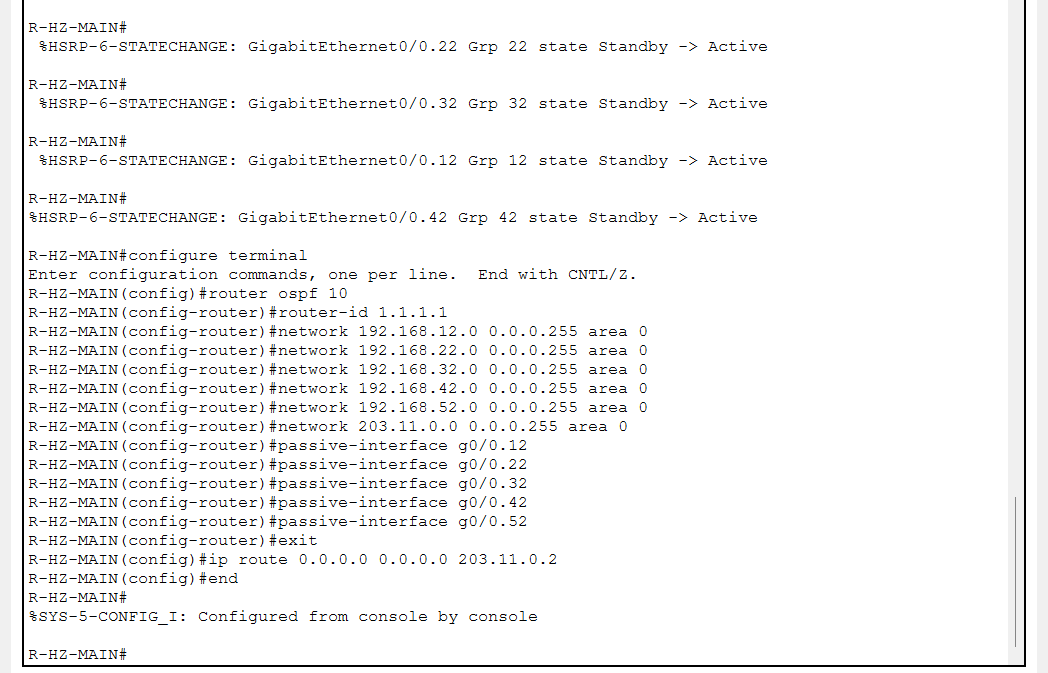 R-HZ-MAIN#
%HSRP-6-STATECHANGE: GigabitEthernet0/0.22 Grp 22 state Standby -> Active
R-HZ-MAIN#
%HSRP-6-STATECHANGE: GigabitEthernet0/0.32 Grp 32 state Standby -> Active
R-HZ-MAIN#
%HSRP-6-STATECHANGE: GigabitEthernet0/0.12 Grp 12 state Standby -> Active
R-HZ-MAIN#
%HSRP-6-STATECHANGE: GigabitEthernet0/0.42 Grp 42 state Standby -> Active
R-HZ-MAIN#configure terminal
Enter configuration commands, one per line.  End with CNTL/Z.
R-HZ-MAIN(config)#router ospf 10
R-HZ-MAIN(config-router)#router-id 1.1.1.1
R-HZ-MAIN(config-router)#network 192.168.12.0 0.0.0.255 area 0
R-HZ-MAIN(config-router)#network 192.168.22.0 0.0.0.255 area 0
R-HZ-MAIN(config-router)#network 192.168.32.0 0.0.0.255 area 0
R-HZ-MAIN(config-router)#network 192.168.42.0 0.0.0.255 area 0
R-HZ-MAIN(config-router)#network 192.168.52.0 0.0.0.255 area 0
R-HZ-MAIN(config-router)#network 203.11.0.0 0.0.0.255 area 0
R-HZ-MAIN(config-router)#passive-interface g0/0.12
R-HZ-MAIN(config-router)#passive-interface g0/0.22
R-HZ-MAIN(config-router)#passive-interface g0/0.32
R-HZ-MAIN(config-router)#passive-interface g0/0.42
R-HZ-MAIN(config-router)#passive-interface g0/0.52
R-HZ-MAIN(config-router)#exit
R-HZ-MAIN(config)#ip route 0.0.0.0 0.0.0.0 203.11.0.2
R-HZ-MAIN(config)#end
R-HZ-MAIN#
%SYS-5-CONFIG_I: Configured from console by console
R-HZ-MAIN#